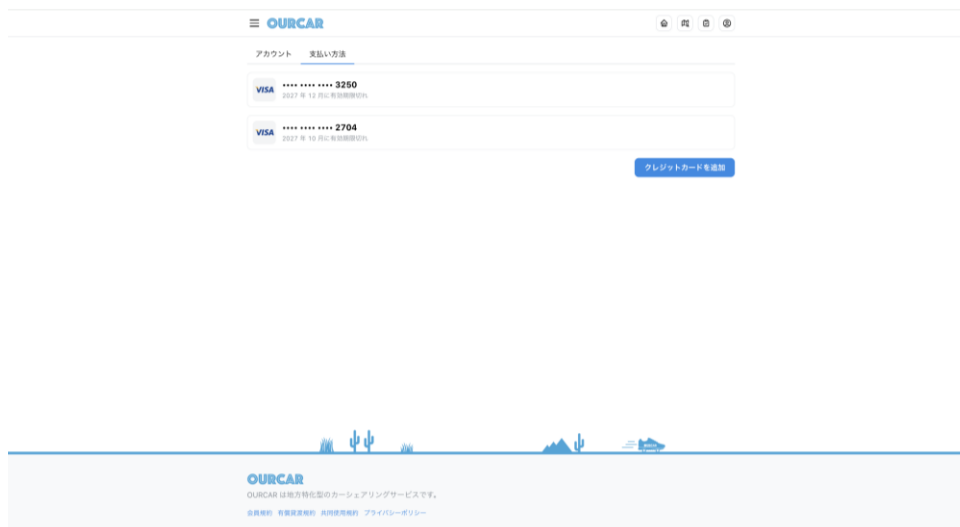 OURCAR
アカウント 支払い方法
VISA •••• •••• •••• 3250
2027 年 12 月に有効期限切れ
VISA •••• •••• •••• 2704
2027 年 10 月に有効期限切れ
クレジットカードを追加
OURCAR
OURCAR は地方特化型のカーシェアリングサービスです。
会員規約 有償貸渡規約 共同使用規約 プライバシーポリシー